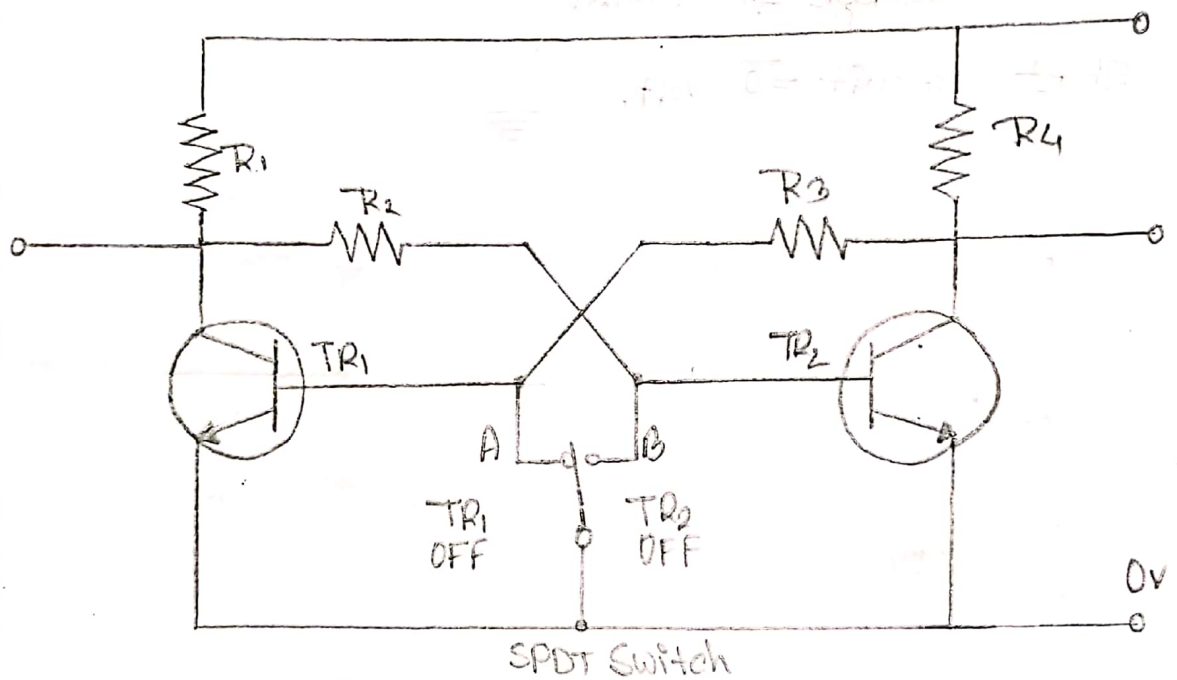 R1
R4
R2
R3
TR1
TR2
A
B
TR1
OFF
TR2
OFF
0v
SPDT Switch